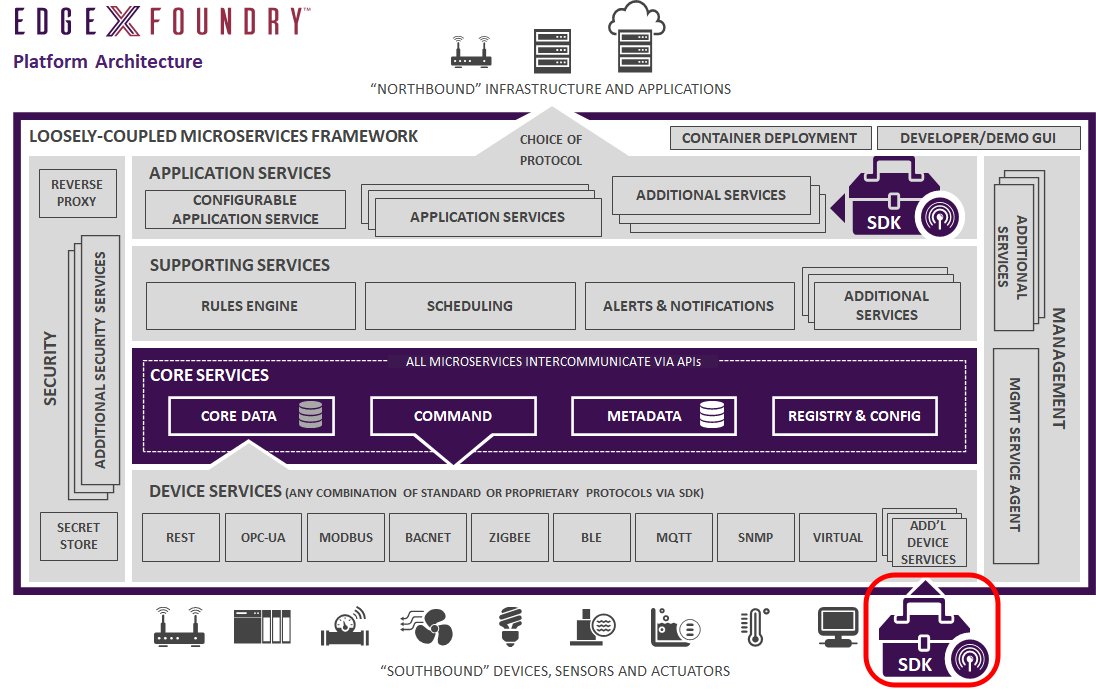 EDGE X FOUNDRY™
Platform Architecture
“NORTHBOUND” INFRASTRUCTURE AND APPLICATIONS
LOOSELY-COUPLED MICROSERVICES FRAMEWORK
CHOICE OF
PROTOCOL
CONTAINER DEPLOYMENT
DEVELOPER/DEMO GUI
REVERSE
PROXY
SECURITY
ADDITIONAL SECURITY SERVICES
SECRET
STORE
APPLICATION SERVICES
CONFIGURABLE
APPLICATION SERVICE
APPLICATION SERVICES
ADDITIONAL SERVICES
SDK
SUPPORTING SERVICES
RULES ENGINE
SCHEDULING
ALERTS & NOTIFICATIONS
ADDITIONAL
SERVICES
ALL MICROSERVICES INTERCOMMUNICATE VIA APIs
CORE SERVICES
CORE DATA
COMMAND
METADATA
REGISTRY & CONFIG
DEVICE SERVICES (ANY COMBINATION OF STANDARD OR PROPRIETARY PROTOCOLS VIA SDK)
REST
OPC-UA
MODBUS
BACNET
ZIGBEE
BLE
MQTT
SNMP
VIRTUAL
ADD’L
DEVICE
SERVICES
ADDITIONAL
SERVICES
MANAGEMENT
MGMT SERVICE AGENT
SDK
“SOUTHBOUND” DEVICES, SENSORS AND ACTUATORS